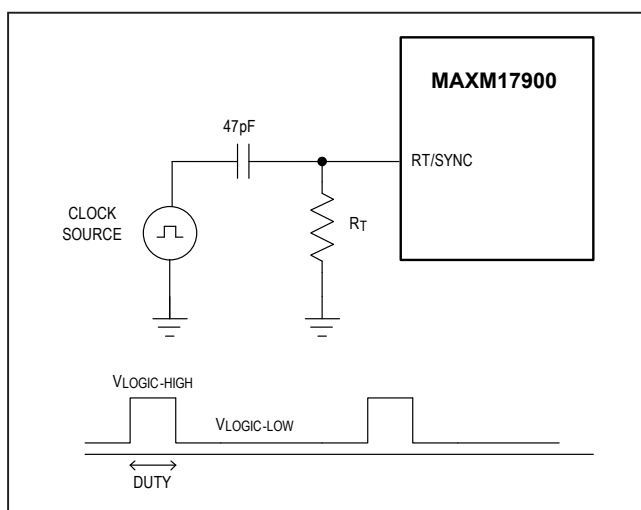 MAXM17900
47pF
RT/SYNC
CLOCK
SOURCE
RT
VLOGIC-HIGH
VLOGIC-LOW
DUTY